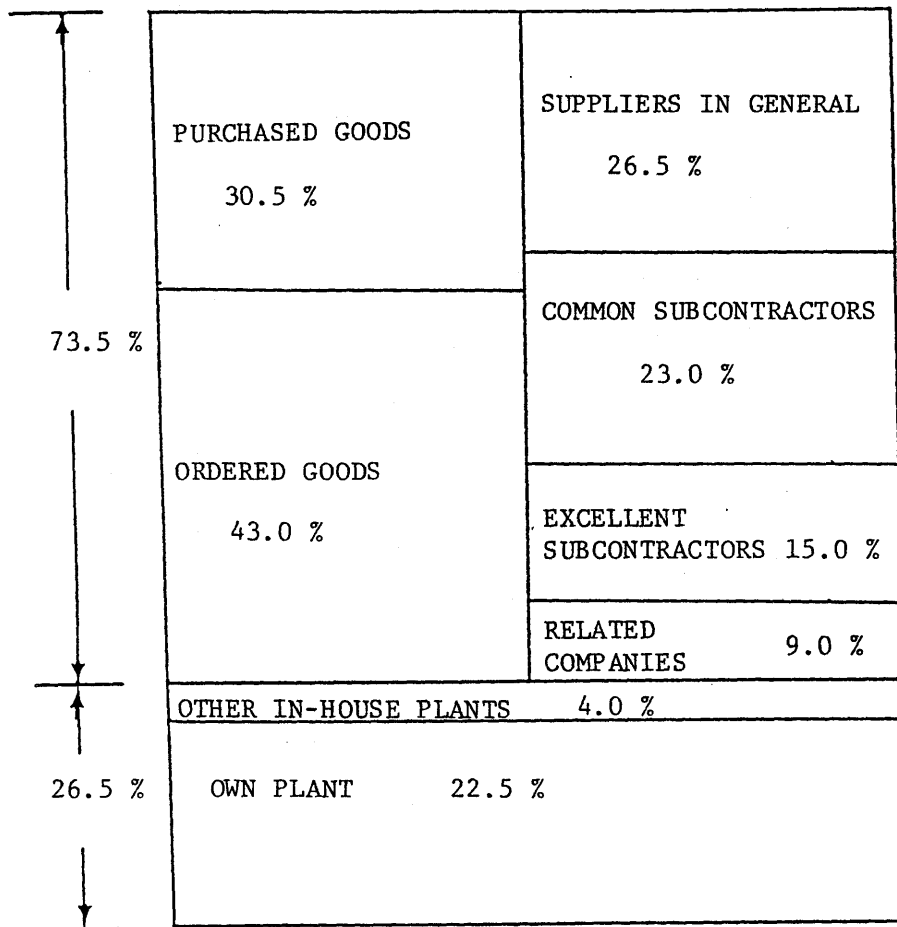 PURCHASED GOODS
30.5 %
SUPPLIERS IN GENERAL
26.5 %
73.5 %
ORDERED GOODS
43.0 %
COMMON SUBCONTRACTORS
23.0 %
EXCELLENT
SUBCONTRACTORS 15.0 %
RELATED
COMPANIES 9.0 %
OTHER IN-HOUSE PLANTS 4.0 %
26.5 %
OWN PLANT 22.5 %